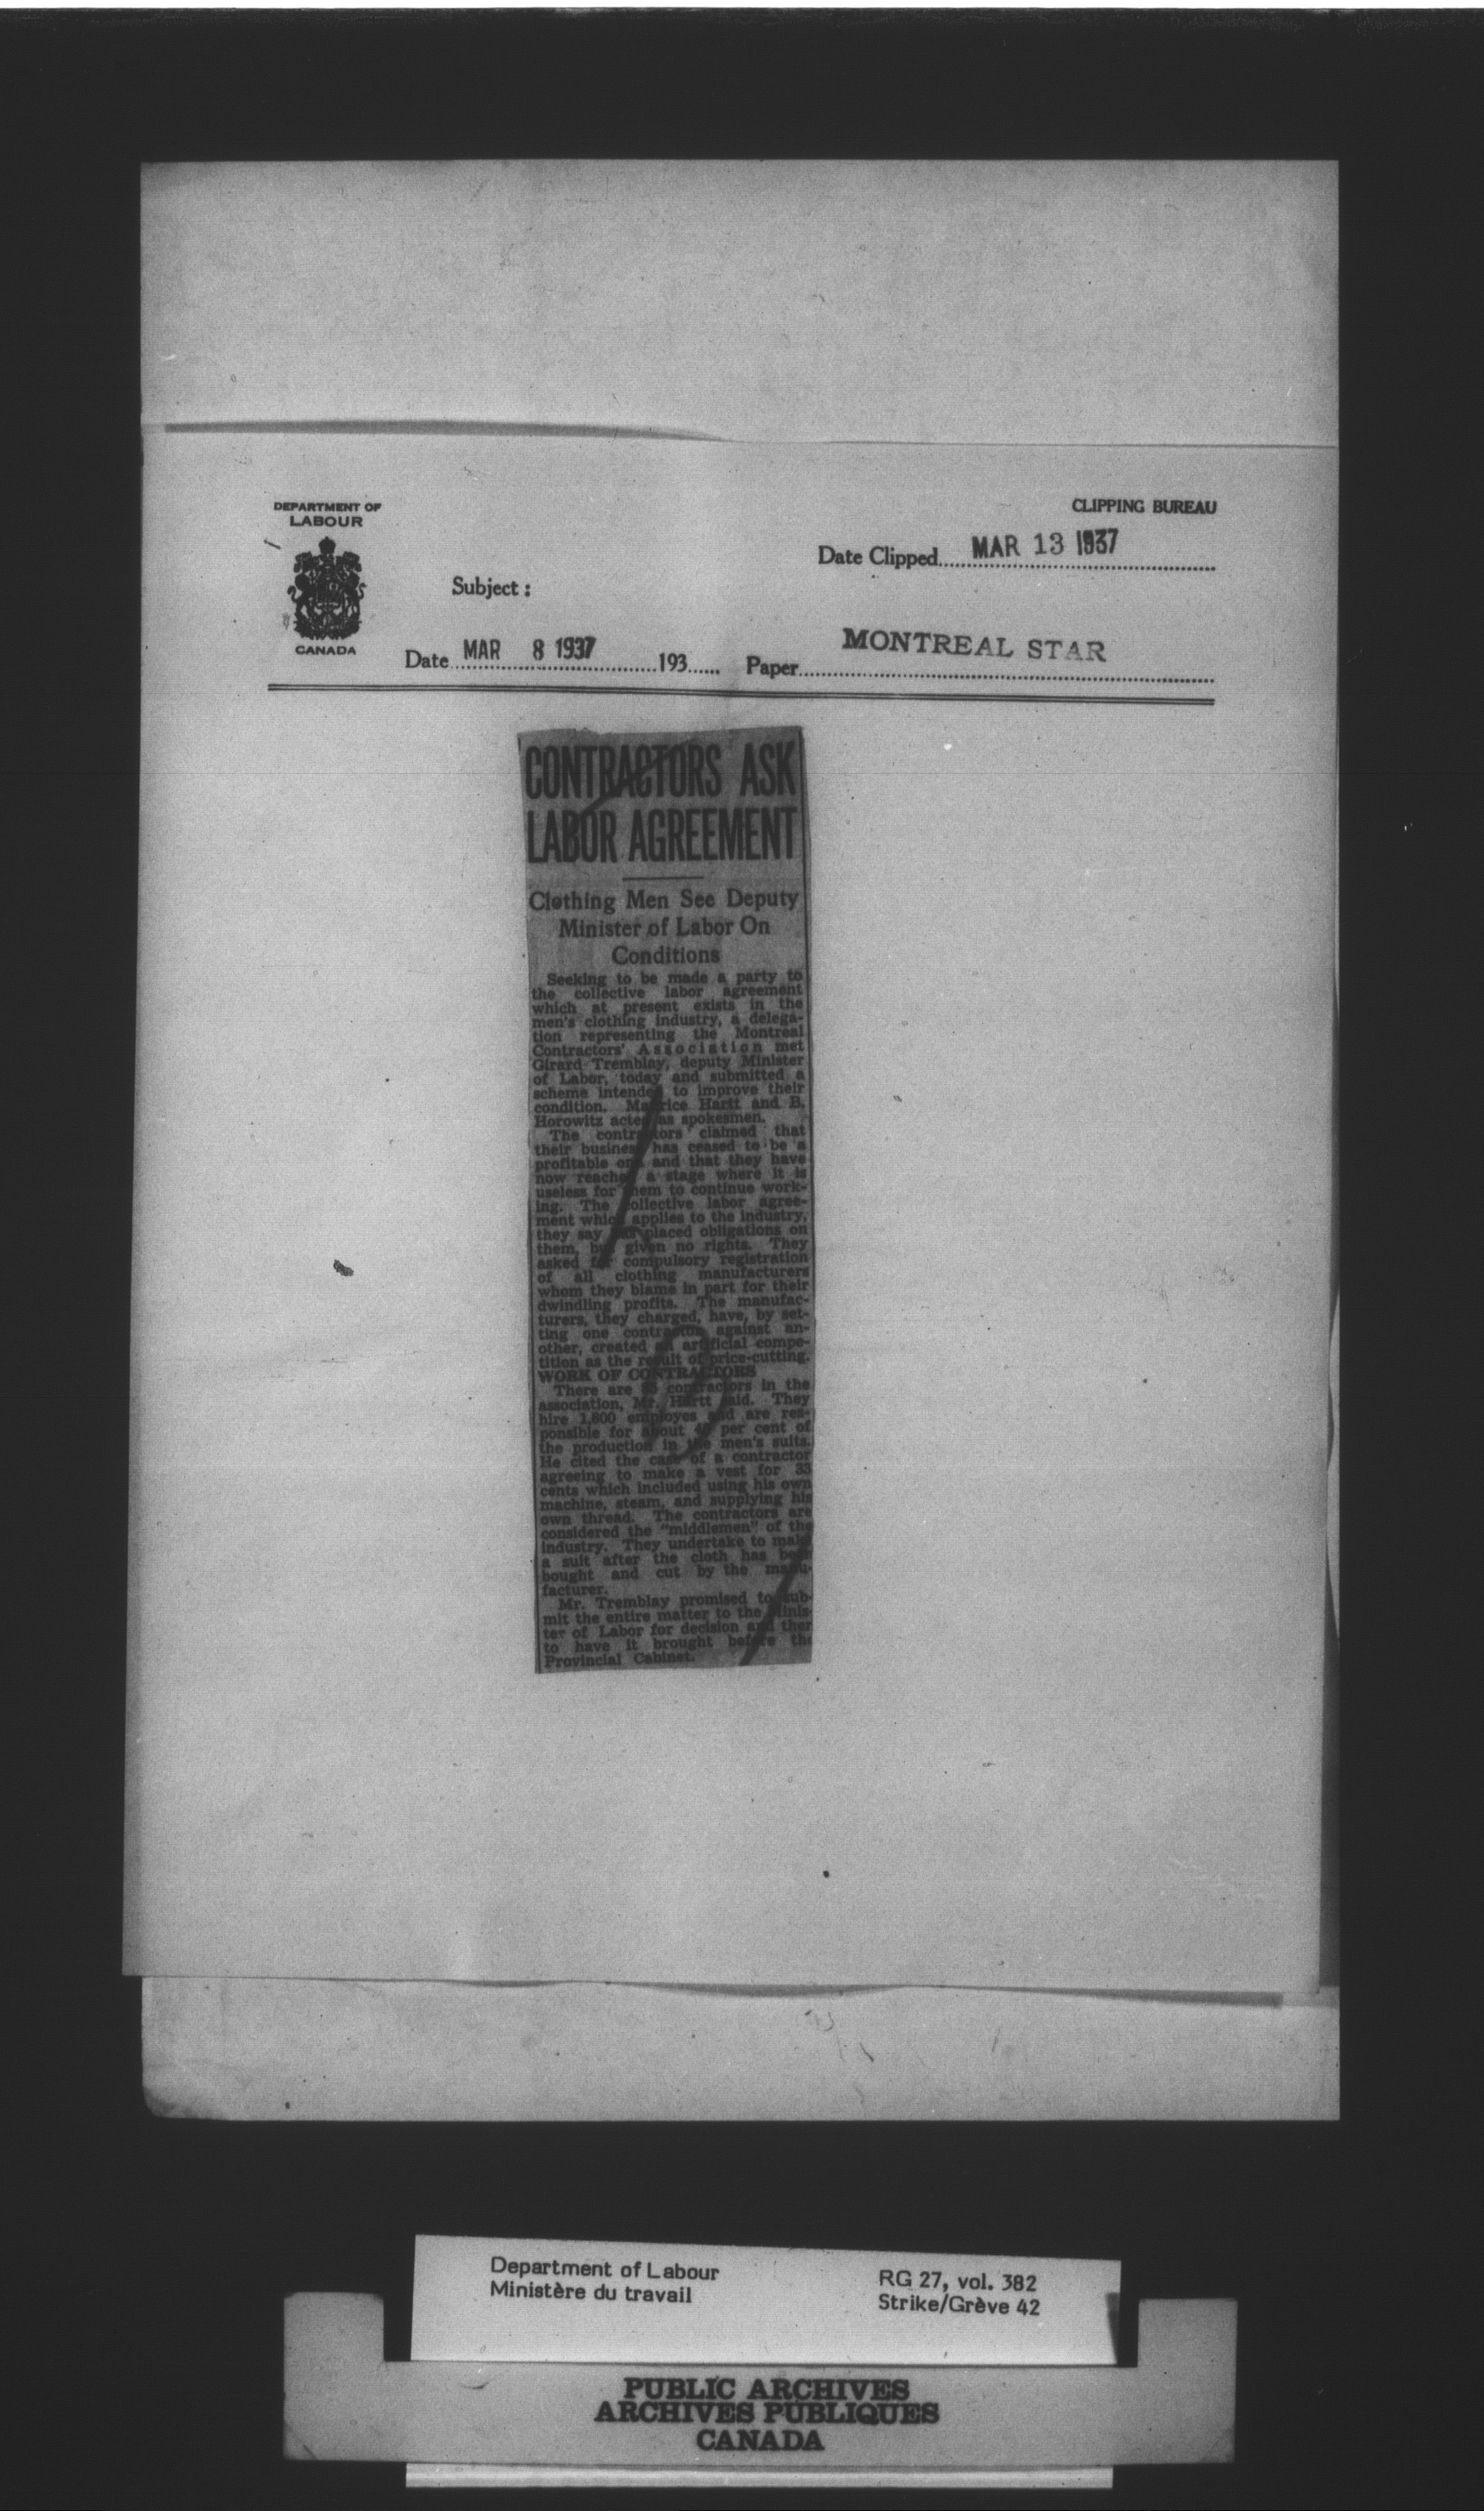 DEPARTMENT OF
LABOUR
CANADA
CLIPPING BUREAU
Date Clipped MAR 13 1937
Subject:
Date MAR 8 1937 193
Paper MONTREAL STAR
CONTRACTORS ASK
LABOR AGREEMENT
Clothing Men See Deputy
Minister of Labor On
Conditions
Seeking to be made a party to
the collective labor agreement
which at present exists in the
men's clothing industry, a delega-
tion representing the Montreal
Contractors' Association met
Girard Tremblay, deputy Minister
of Labor, today and submitted a
scheme intended to improve their
condition. Maurice Hartt and B.
Horowitz acted as spokesmen.
The contractors claimed that
their business has ceased to be a
profitable one and that they have
now reached a stage where it is
useless for them to continue work-
ing. The collective labor agree-
ment which applies to the industry,
they say has placed obligations on
them, but given no rights. They
asked for compulsory registration
of all clothing manufacturers
whom they blame in part for their
dwindling profits. The manufac-
turers, they charged, have, by set-
ting one contractor against an-
other, created an artificial compe-
tition as the result of price-cutting.
WORK OF CONTRACTORS
There are contractors in the
association, Mr. Hartt said. They
hire 1,600 employes and are res-
ponsible for about per cent of
the production in the men's suits.
He cited the case of a contractor
agreeing to make a vest for 33
cents which included using his own
machine, steam, and supplying his
own thread. The contractors are
considered the "middlemen" of the
industry. They undertake to make
a suit after the cloth has been
bought and cut by the manu-
facturer.
Mr. Tremblay promised to sub-
mit the entire matter to the Minis-
ter of Labor for decision and then
to have it brought before the
Provincial Cabinet.
Department of Labour
Ministère du travail
RG 27, vol. 382
Strike/Grève 42
PUBLIC ARCHIVES
ARCHIVES PUBLIQUES
CANADA